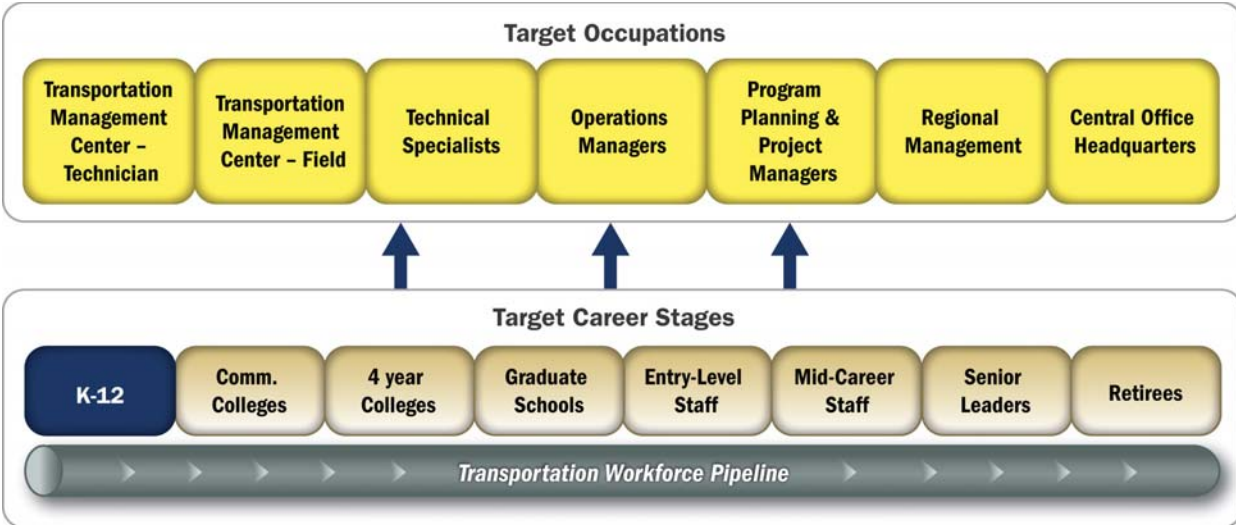 Target Occupations
Transportation
Management
Center –
Technician
Transportation
Management
Center – Field
Technical
Specialists
Operations
Managers
Program
Planning &
Project
Managers
Regional
Management
Central Office
Headquarters
Target Career Stages
K-12
Comm.
Colleges
4 year
Colleges
Graduate
Schools
Entry-Level
Staff
Mid-Career
Staff
Senior
Leaders
Retirees
Transportation Workforce Pipeline